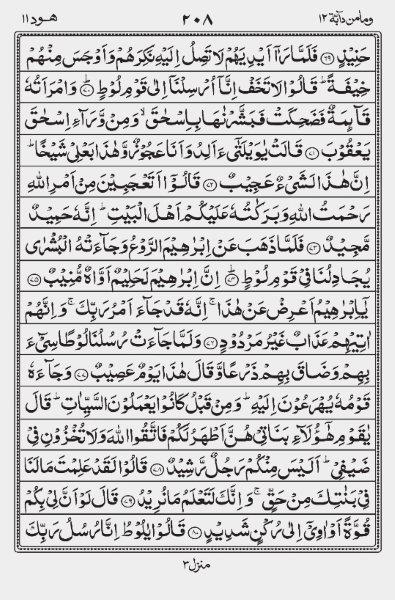 ومامن دآبة ١٢ ٢٠٨ هود ١١
حَنِيْذٍ ﴿٦٩﴾ فَلَمَّا رَاٰۤ اَيْدِيَهُمْ لَا تَصِلُ اِلَيْهِ نَكِرَهُمْ وَاَوْجَسَ مِنْهُمْ
خِيْفَةً ؕ قَالُوْا لَا تَخَفْ اِنَّاۤ اُرْسِلْنَاۤ اِلٰى قَوْمِ لُوْطٍ ﴿٧٠﴾ وَامْرَاَتُهٗ
قَآئِمَةٌ فَضَحِكَتْ فَبَشَّرْنٰهَا بِاِسْحٰقَ ۙ وَمِنْ وَّرَآءِ اِسْحٰقَ
يَعْقُوْبَ ﴿٧١﴾ قَالَتْ يٰوَيْلَتٰۤى ءَاَلِدُ وَاَنَا عَجُوْزٌ وَّهٰذَا بَعْلِيْ شَيْخًا ؕ
اِنَّ هٰذَا لَشَيْءٌ عَجِيْبٌ ﴿٧٢﴾ قَالُوْۤا اَتَعْجَبِيْنَ مِنْ اَمْرِ اللّٰهِ
رَحْمَتُ اللّٰهِ وَبَرَكٰتُهٗ عَلَيْكُمْ اَهْلَ الْبَيْتِ ؕ اِنَّهٗ حَمِيْدٌ
مَّجِيْدٌ ﴿٧٣﴾ فَلَمَّا ذَهَبَ عَنْ اِبْرٰهِيْمَ الرَّوْعُ وَجَآءَتْهُ الْبُشْرٰى
يُجَادِلُنَا فِيْ قَوْمِ لُوْطٍ ؕ ﴿٧٤﴾ اِنَّ اِبْرٰهِيْمَ لَحَلِيْمٌ اَوَّاهٌ مُّنِيْبٌ ﴿٧٥﴾
يٰۤاِبْرٰهِيْمُ اَعْرِضْ عَنْ هٰذَا ۚ اِنَّهٗ قَدْ جَآءَ اَمْرُ رَبِّكَ ۚ وَاِنَّهُمْ
اٰتِيْهِمْ عَذَابٌ غَيْرُ مَرْدُوْدٍ ﴿٧٦﴾ وَلَمَّا جَآءَتْ رُسُلُنَا لُوْطًا سِيْٓءَ
بِهِمْ وَضَاقَ بِهِمْ ذَرْعًا وَّقَالَ هٰذَا يَوْمٌ عَصِيْبٌ ﴿٧٧﴾ وَجَآءَهٗ
قَوْمُهٗ يُهْرَعُوْنَ اِلَيْهِ ؕ وَمِنْ قَبْلُ كَانُوْا يَعْمَلُوْنَ السَّيِّاٰتِ ؕ قَالَ
يٰقَوْمِ هٰۤؤُلَآءِ بَنَاتِيْ هُنَّ اَطْهَرُ لَكُمْ فَاتَّقُوا اللّٰهَ وَلَا تُخْزُوْنِ فِيْ
ضَيْفِيْ ؕ اَلَيْسَ مِنْكُمْ رَجُلٌ رَّشِيْدٌ ﴿٧٨﴾ قَالُوْا لَقَدْ عَلِمْتَ مَا لَنَا
فِيْ بَنٰتِكَ مِنْ حَقٍّ ۚ وَاِنَّكَ لَتَعْلَمُ مَا نُرِيْدُ ﴿٧٩﴾ قَالَ لَوْ اَنَّ لِيْ بِكُمْ
قُوَّةً اَوْ اٰوِيْۤ اِلٰى رُكْنٍ شَدِيْدٍ ﴿٨٠﴾ قَالُوْا يٰلُوْطُ اِنَّا رُسُلُ رَبِّكَ
منزل ٣